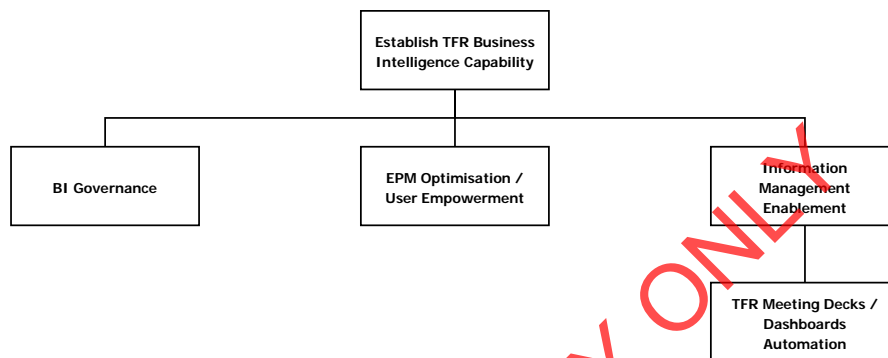 Establish TFR Business
Intelligence Capability
BI Governance
EPM Optimisation /
User Empowerment
Information
Management
Enablement
TFR Meeting Decks /
Dashboards
Automation
ONLY